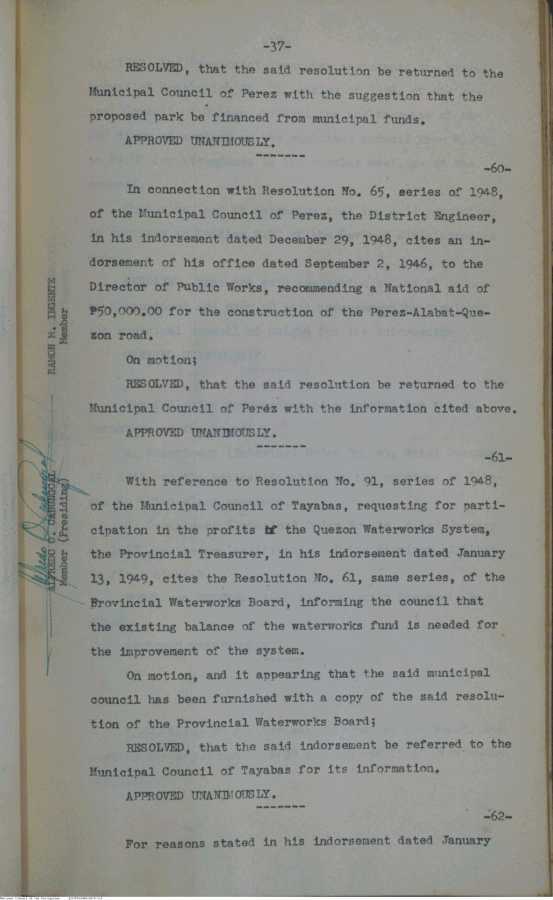 -37-
RESOLVED, that the said resolution be returned to the
Municipal Council of Perez with the suggestion that the
proposed park be financed from municipal funds.
APPROVED UNANIMOUSLY.
-------
-60-
In connection with Resolution No. 65, series of 1948,
of the Municipal Council of Perez, the District Engineer,
in his indorsement dated December 29, 1948, cites an in-
dorsement of his office dated September 2, 1946, to the
Director of Public Works, recommending a National aid of
₱50,000.00 for the construction of the Perez-Alabat-Que-
zon road.
On motion;
RESOLVED, that the said resolution be returned to the
Municipal Council of Perez with the information cited above.
APPROVED UNANIMOUSLY.
-------
-61-
With reference to Resolution No. 91, series of 1948,
of the Municipal Council of Tayabas, requesting for parti-
cipation in the profits of the Quezon Waterworks System,
the Provincial Treasurer, in his indorsement dated January
13, 1949, cites the Resolution No. 61, same series, of the
Provincial Waterworks Board, informing the council that
the existing balance of the waterworks fund is needed for
the improvement of the system.
On motion, and it appearing that the said municipal
council has been furnished with a copy of the said resolu-
tion of the Provincial Waterworks Board;
RESOLVED, that the said indorsement be referred to the
Municipal Council of Tayabas for its information.
APPROVED UNANIMOUSLY.
-------
-62-
For reasons stated in his indorsement dated January
RAMON M. INGENTE
Member
ALFREDO
Member (Presiding)